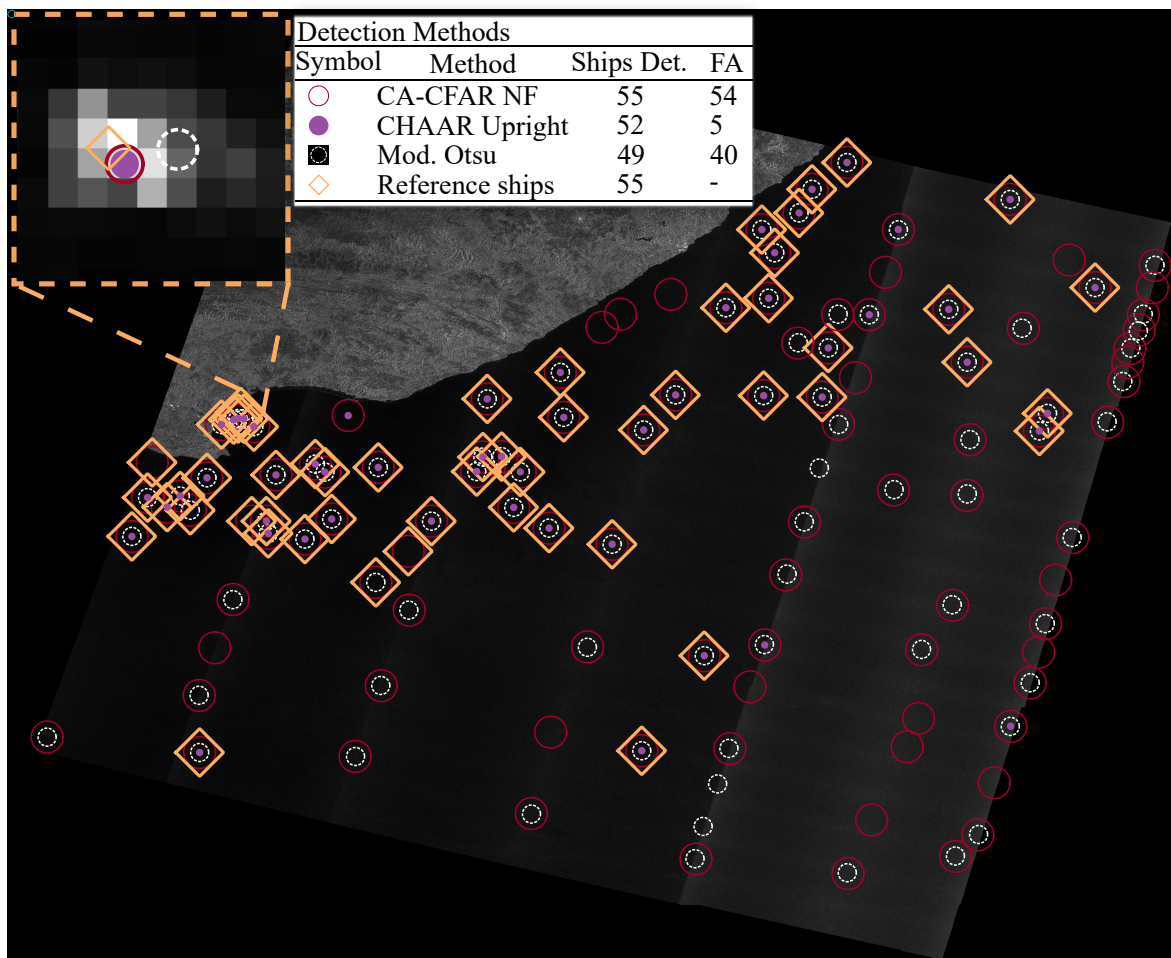 Detection Methods
Symbol Method Ships Det. FA
CA-CFAR NF 55 54
CHAAR Upright 52 5
Mod. Otsu 49 40
Reference ships 55 -